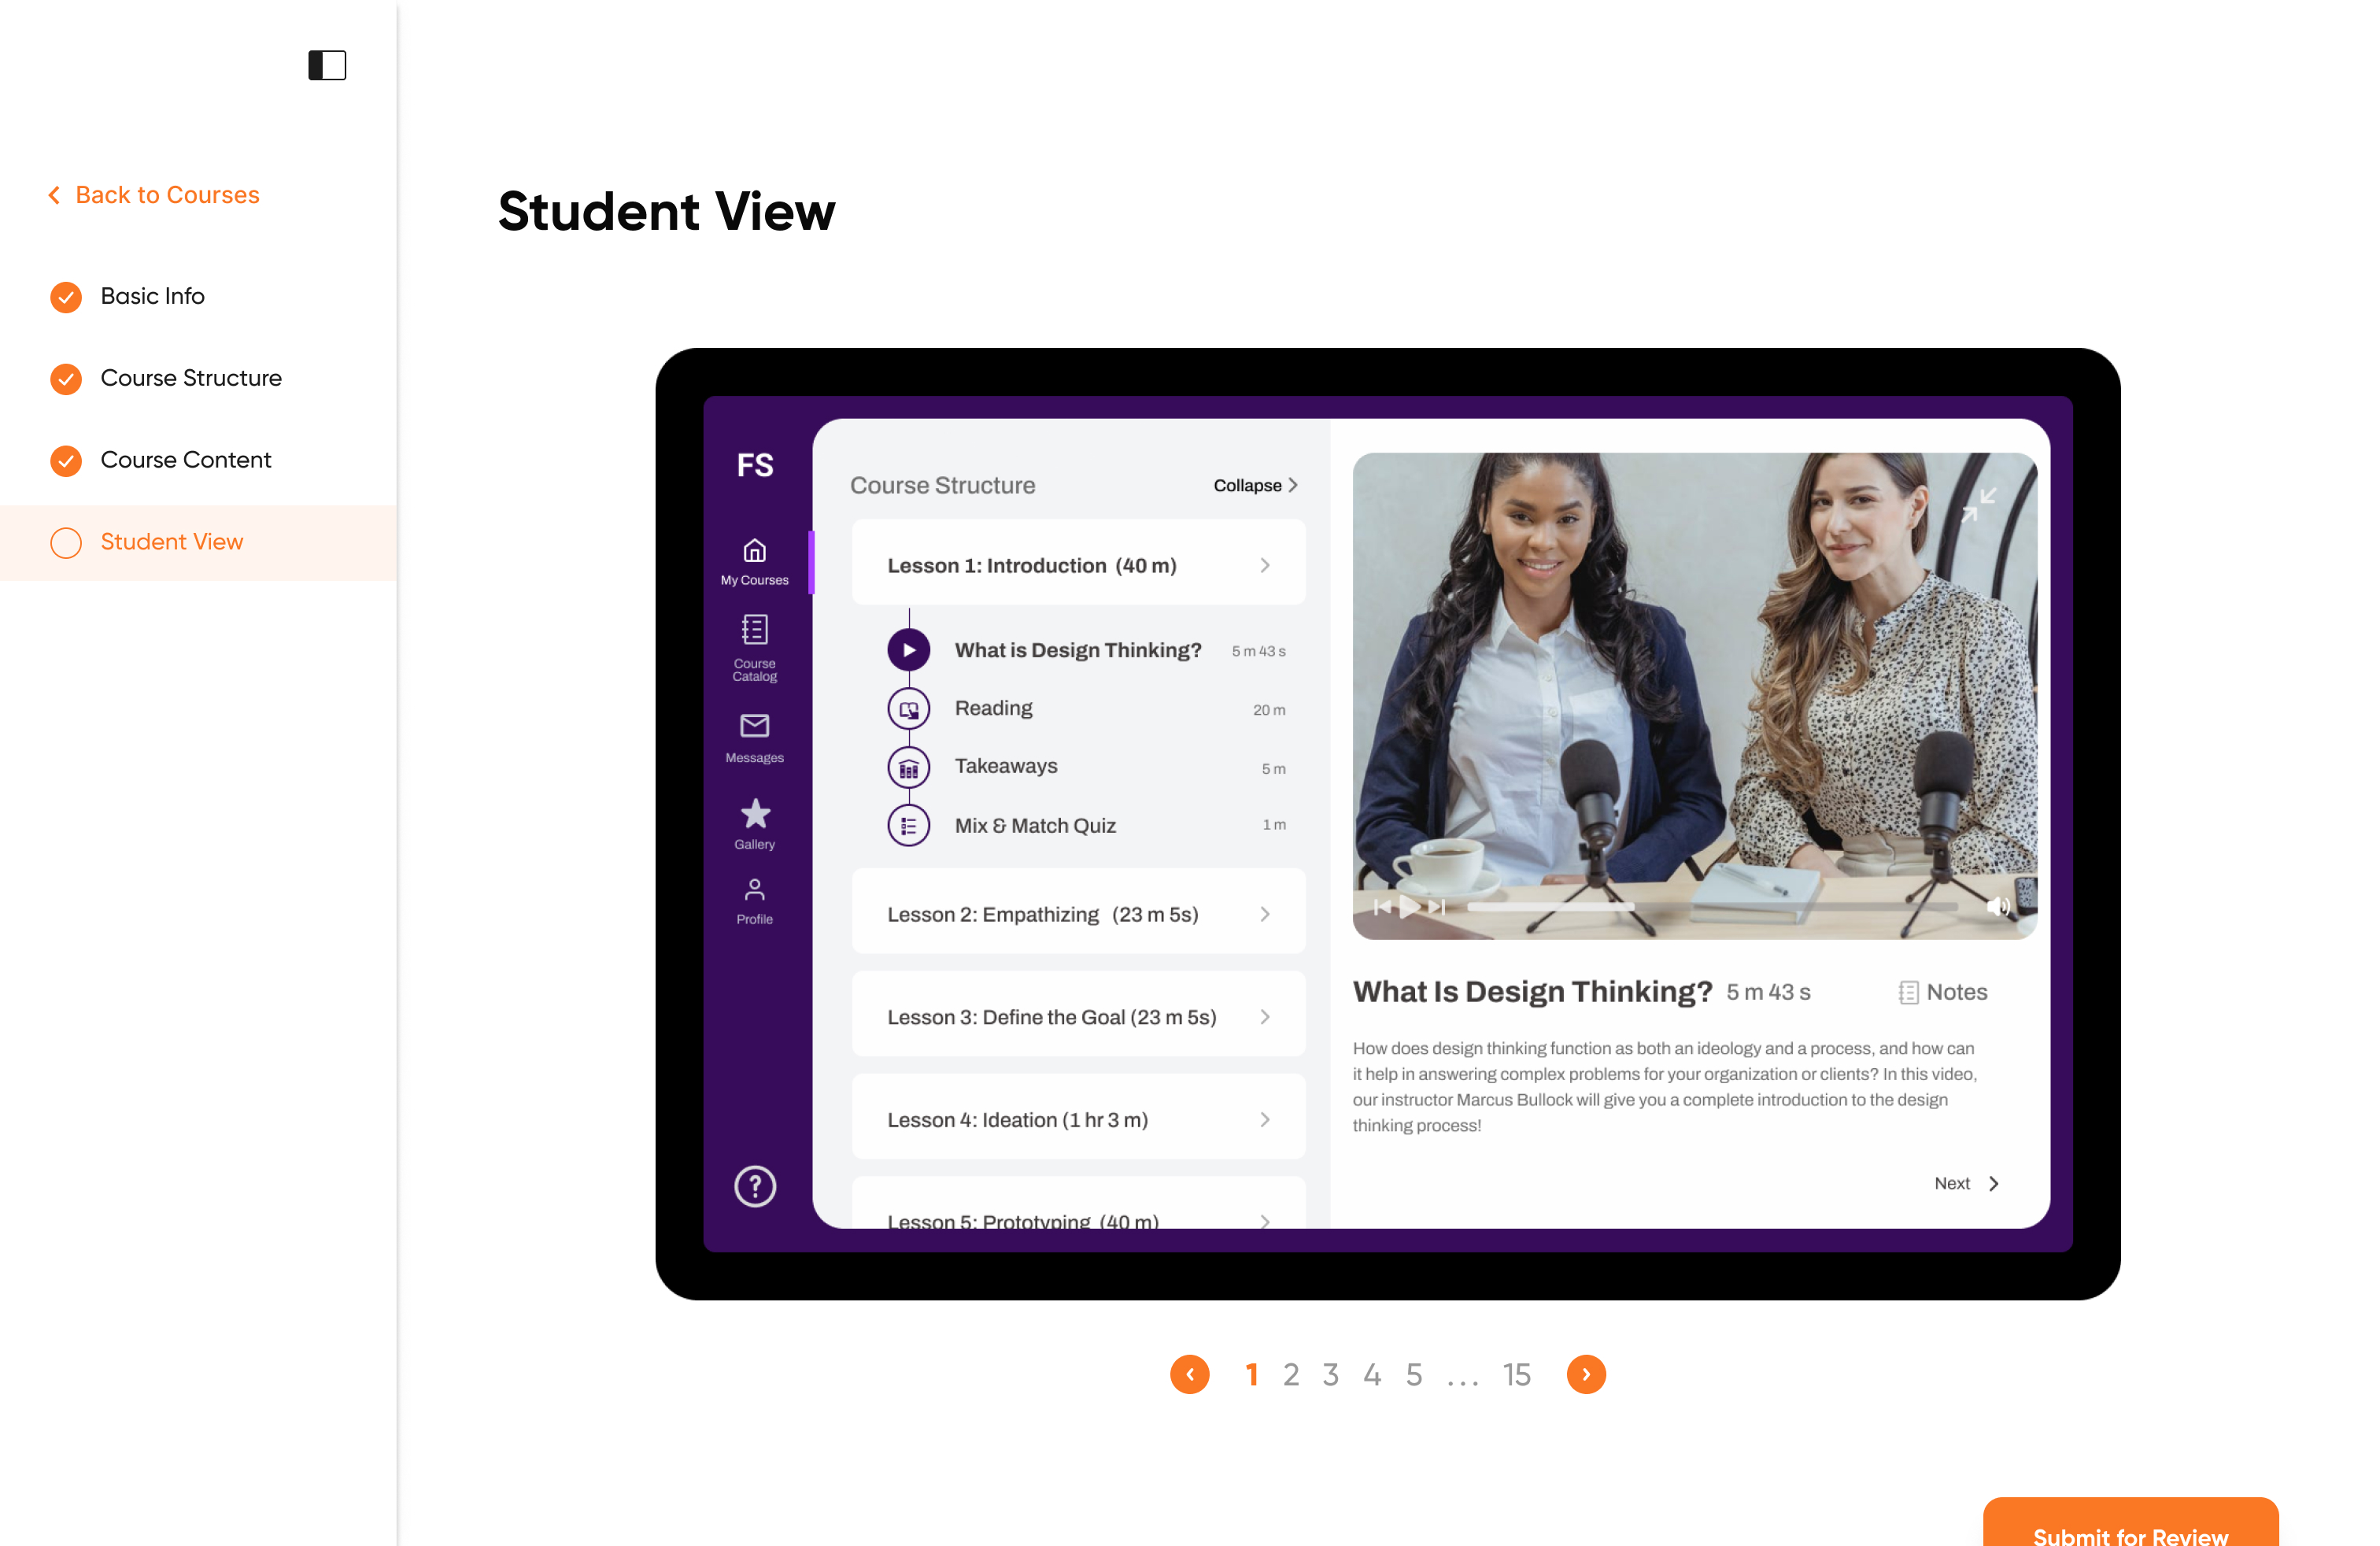 Back to Courses
Basic Info
Course Structure
Course Content
Student View
Student View
FS
My Courses
Course
Catalog
Messages
Gallery
Profile
?
Course Structure
Collapse
Lesson 1: Introduction (40 m)
What is Design Thinking? 5 m 43 s
Reading 20 m
Takeaways 5 m
Mix & Match Quiz 1 m
Lesson 2: Empathizing (23 m 5s)
Lesson 3: Define the Goal (23 m 5s)
Lesson 4: Ideation (1 hr 3 m)
Lesson 5: Prototyping (40 m)
What Is Design Thinking? 5 m 43 s
Notes
How does design thinking function as both an ideology and a process, and how can
it help in answering complex problems for your organization or clients? In this video,
our instructor Marcus Bullock will give you a complete introduction to the design
thinking process!
Next
1 2 3 4 5 ... 15
Submit for Review